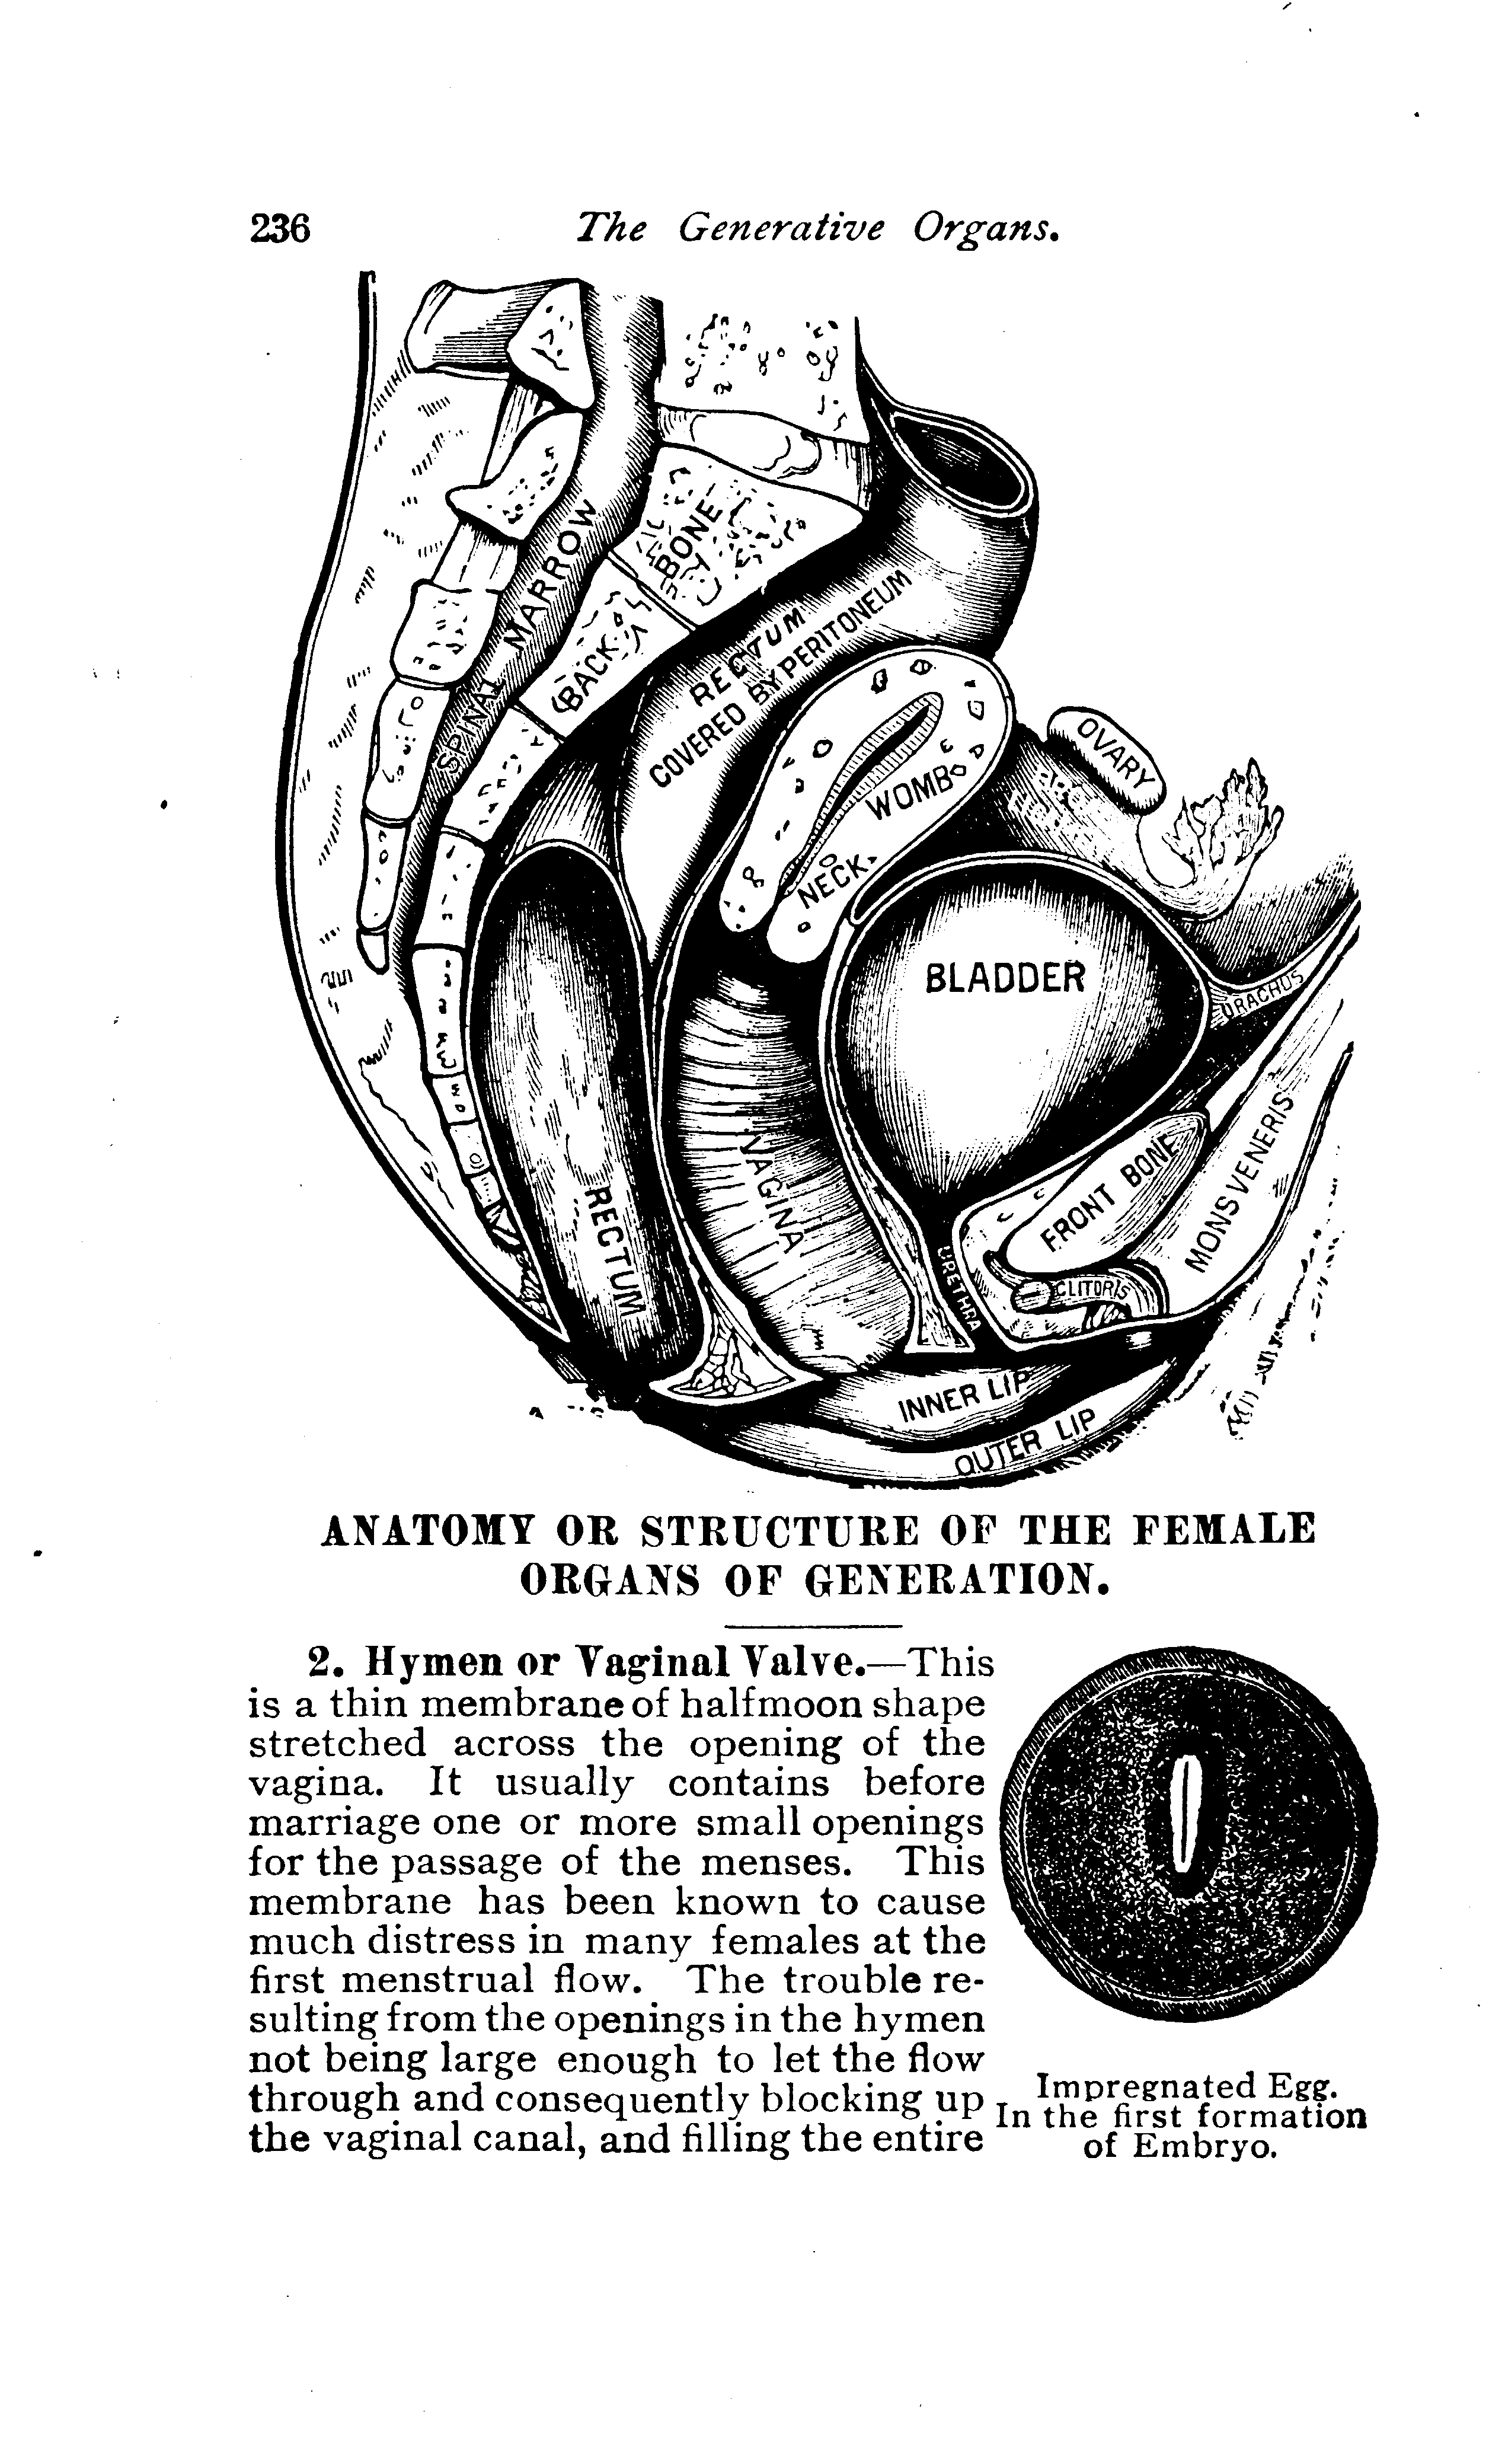 236 The Generative Organs.
SPINAL MARROW
BACK BONE
RECTUM
COVERED BY PERITONEUM
WOMB
NECK
OVARY
BLADDER
URACHUS
RECTUM
VAGINA
URETHRA
FRONT BONE
MONS VENERIS
CLITORIS
INNER LIP
OUTER LIP
ANATOMY OR STRUCTURE OF THE FEMALE
ORGANS OF GENERATION.
2. Hymen or Vaginal Valve.—This
is a thin membrane of halfmoon shape
stretched across the opening of the
vagina. It usually contains before
marriage one or more small openings
for the passage of the menses. This
membrane has been known to cause
much distress in many females at the
first menstrual flow. The trouble re-
sulting from the openings in the hymen
not being large enough to let the flow
through and consequently blocking up
the vaginal canal, and filling the entire
Impregnated Egg.
In the first formation
of Embryo.